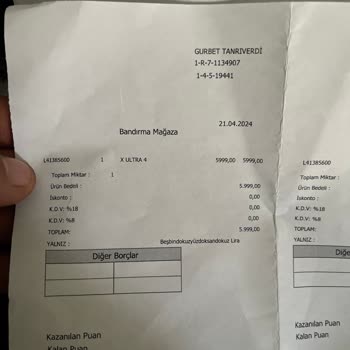 GURBET TANRIVERDİ
1-R-7-1134907
1-4-5-19441
21.04.2024
Bandırma Mağaza
L41385600 1 X ULTRA 4 5999,00 5999,00
Toplam Miktar : 1
Ürün Bedeli : 5.999,00
İskonto : 0,00
K.D.V: %18 0,00
K.D.V: %8 0,00
TOPLAM: 5.999,00
YALNIZ : Beşbindokuzyüzdoksandokuz Lira
Diğer Borçlar
Kazanılan Puan
Kalan Puan
L41385600
Toplam Miktar :
Ürün Bedeli :
İskonto :
K.D.V: %18
K.D.V: %8
TOPLAM:
YALNIZ :
Diğe
Kazanılan Puan
Kalan Puan